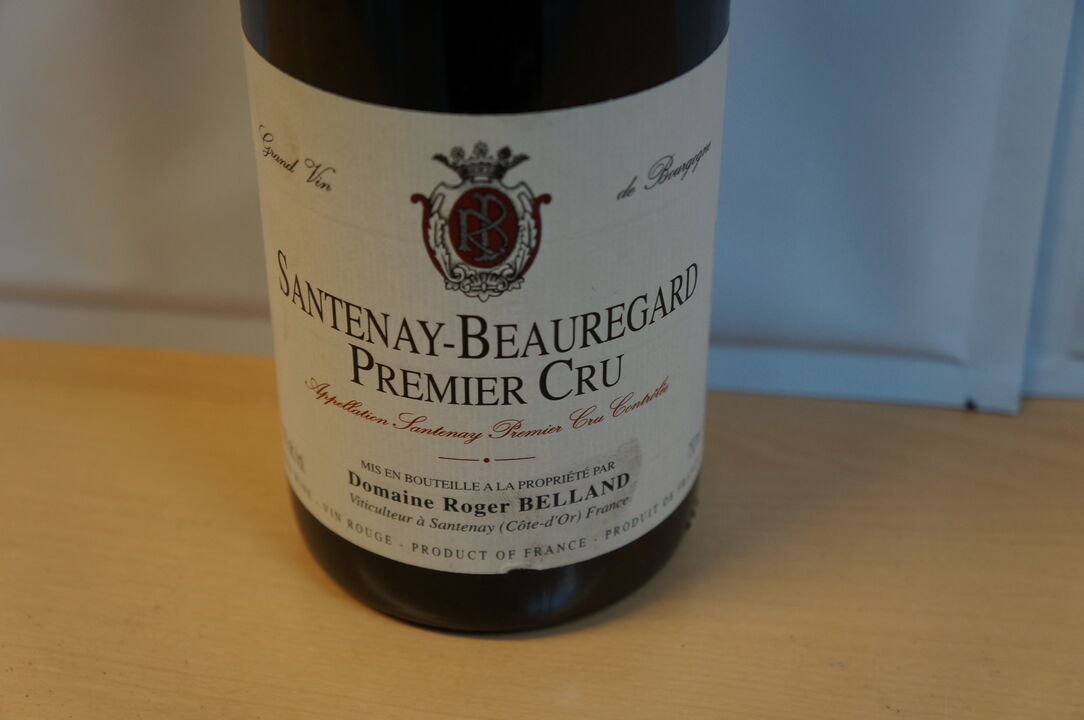 Grand Vin
de Bourgogne
RB
SANTENAY-BEAUREGARD
PREMIER CRU
Appellation Santenay Premier Cru Contrôlée
MIS EN BOUTEILLE A LA PROPRIÉTÉ PAR
Domaine Roger BELLAND
Viticulteur à Santenay (Côte-d'Or) France
VIN ROUGE - PRODUCT OF FRANCE - PRODUIT DE